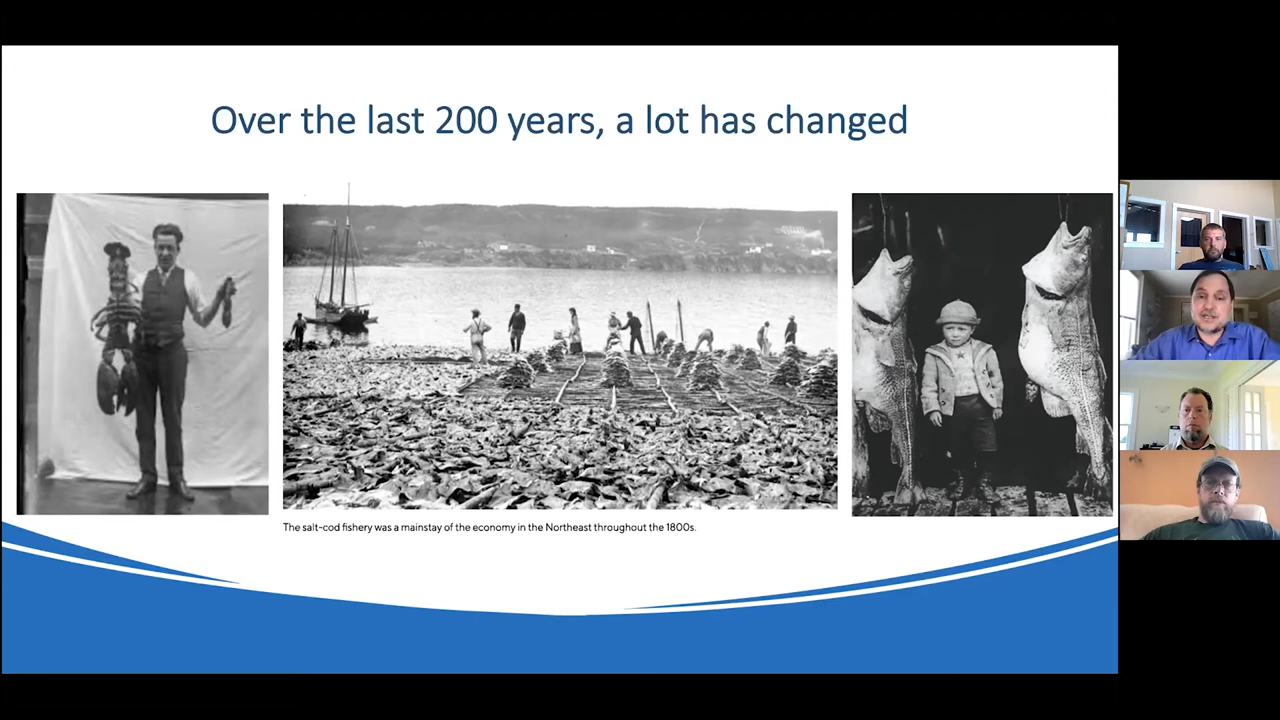 Over the last 200 years, a lot has changed
The salt-cod fishery was a mainstay of the economy in the Northeast throughout the 1800s.